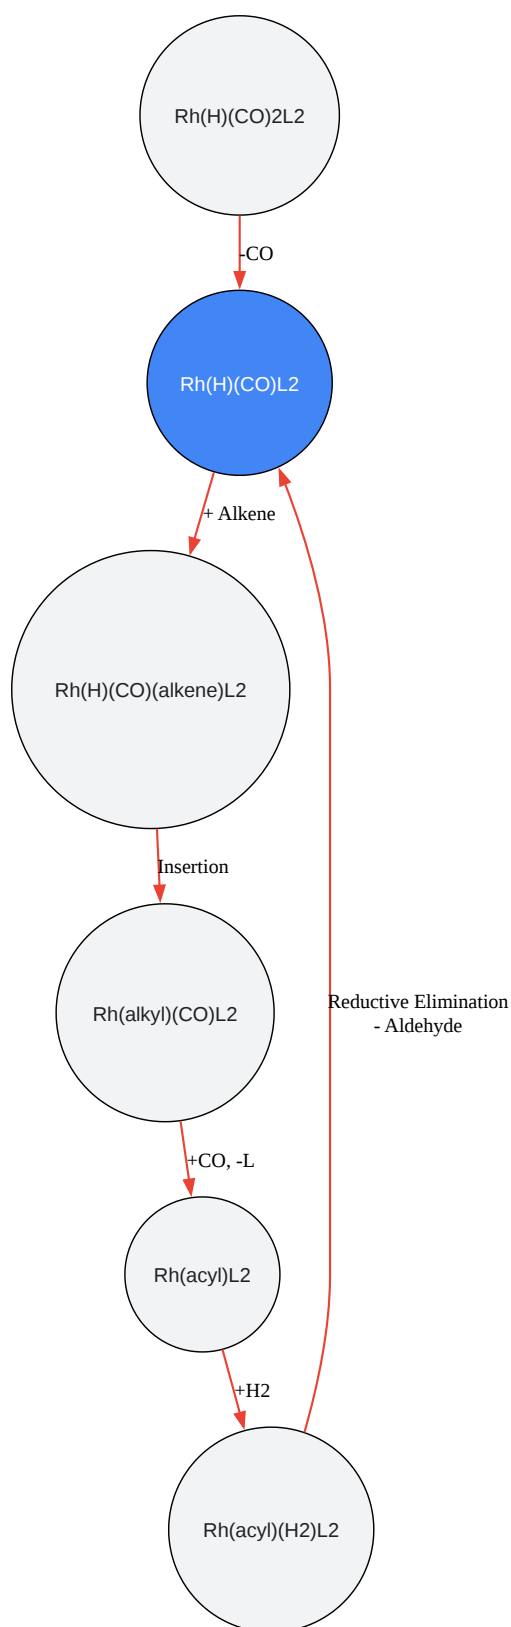 Rh(H)(CO)2L2
-CO
Rh(H)(CO)L2
+ Alkene
Rh(H)(CO)(alkene)L2
Insertion
Rh(alkyl)(CO)L2
Reductive Elimination
- Aldehyde
+CO, -L
Rh(acyl)L2
+H2
Rh(acyl)(H2)L2